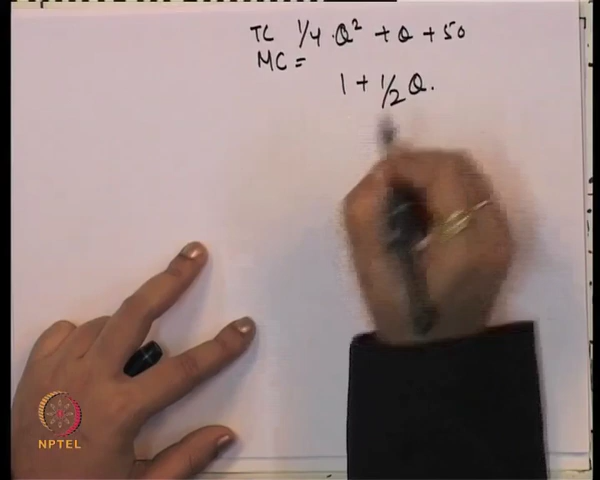 TC 1/4 · Q² + Q + 50
MC =
1 + 1/2 Q.
NPTEL